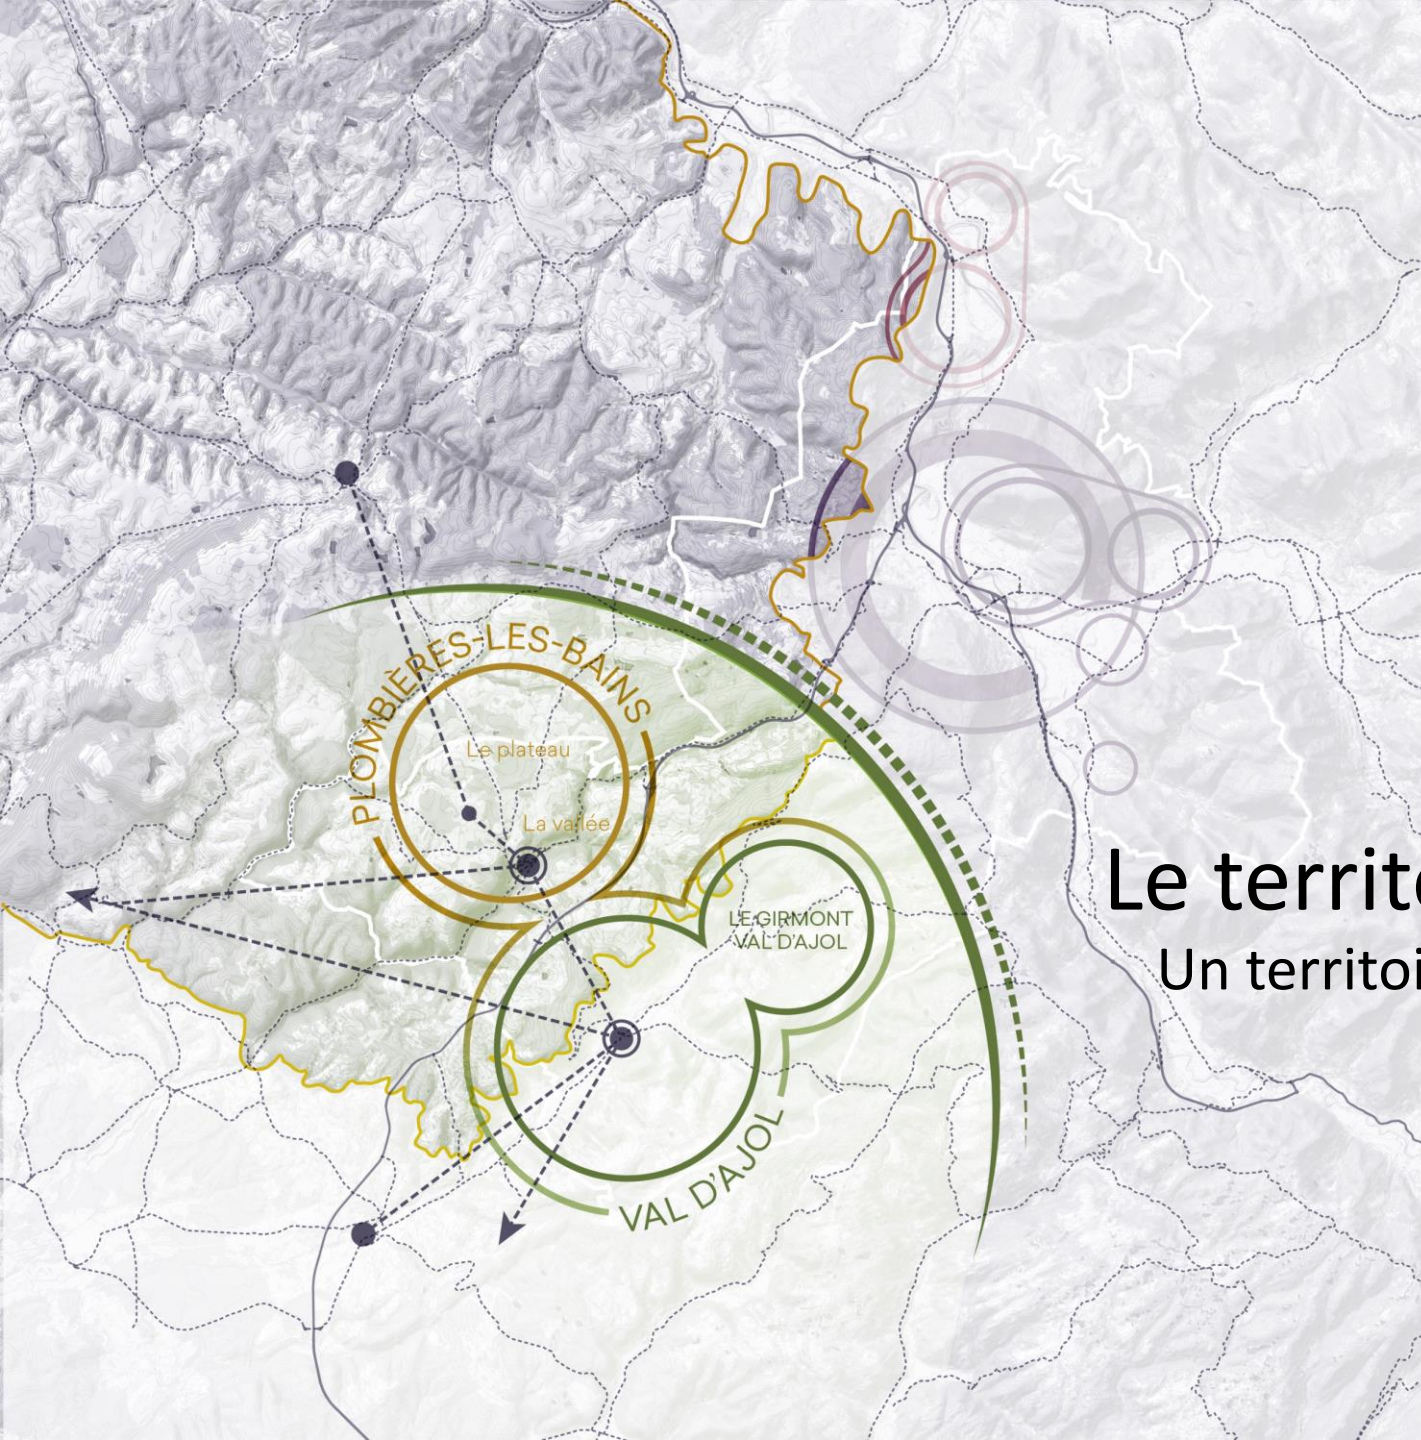 PLOMBIÈRES-LES-BAINS
Le plateau
La vallée
Le territo
Un territoi
LE GIRMONT
VAL D'AJOL
VAL D'AJOL